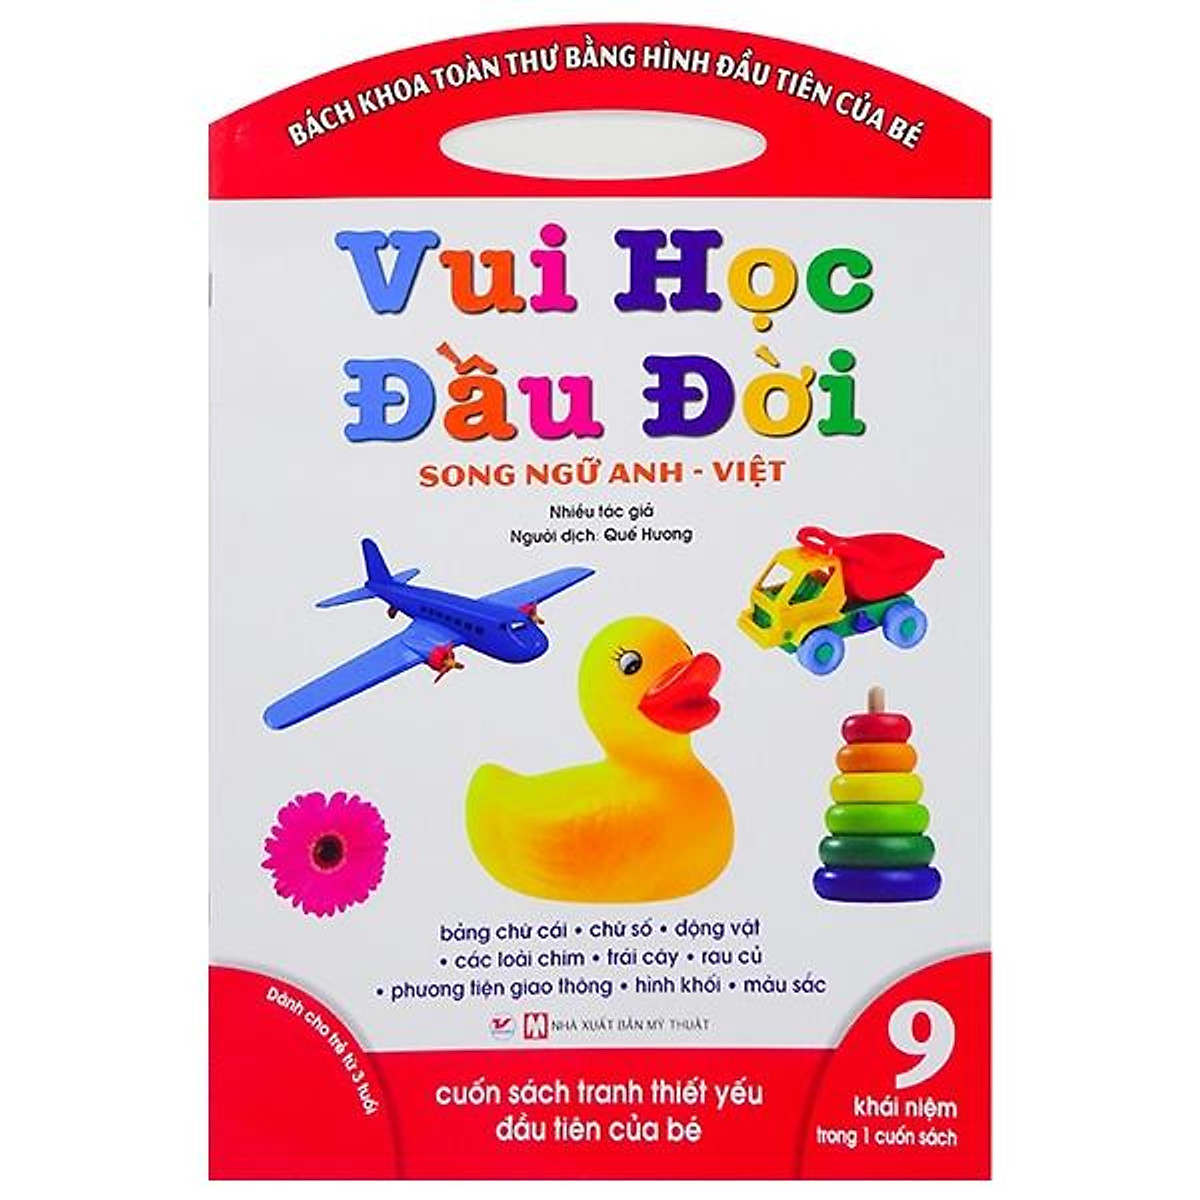 BÁCH KHOA TOÀN THƯ BẰNG HÌNH ĐẦU TIÊN CỦA BÉ
Vui Học
Đầu Đời
SONG NGỮ ANH - VIỆT
Nhiều tác giả
Người dịch: Quế Hương
bảng chữ cái • chữ số • động vật
• các loài chim • trái cây • rau củ
• phương tiện giao thông • hình khối • màu sắc
NHÀ XUẤT BẢN MỸ THUẬT
Dành cho trẻ từ 3 tuổi
cuốn sách tranh thiết yếu
đầu tiên của bé
9
khái niệm
trong 1 cuốn sách